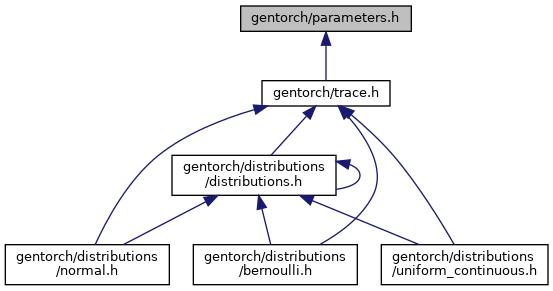 gentorch/parameters.h
gentorch/trace.h
gentorch/distributions
/distributions.h
gentorch/distributions
/normal.h
gentorch/distributions
/bernoulli.h
gentorch/distributions
/uniform_continuous.h